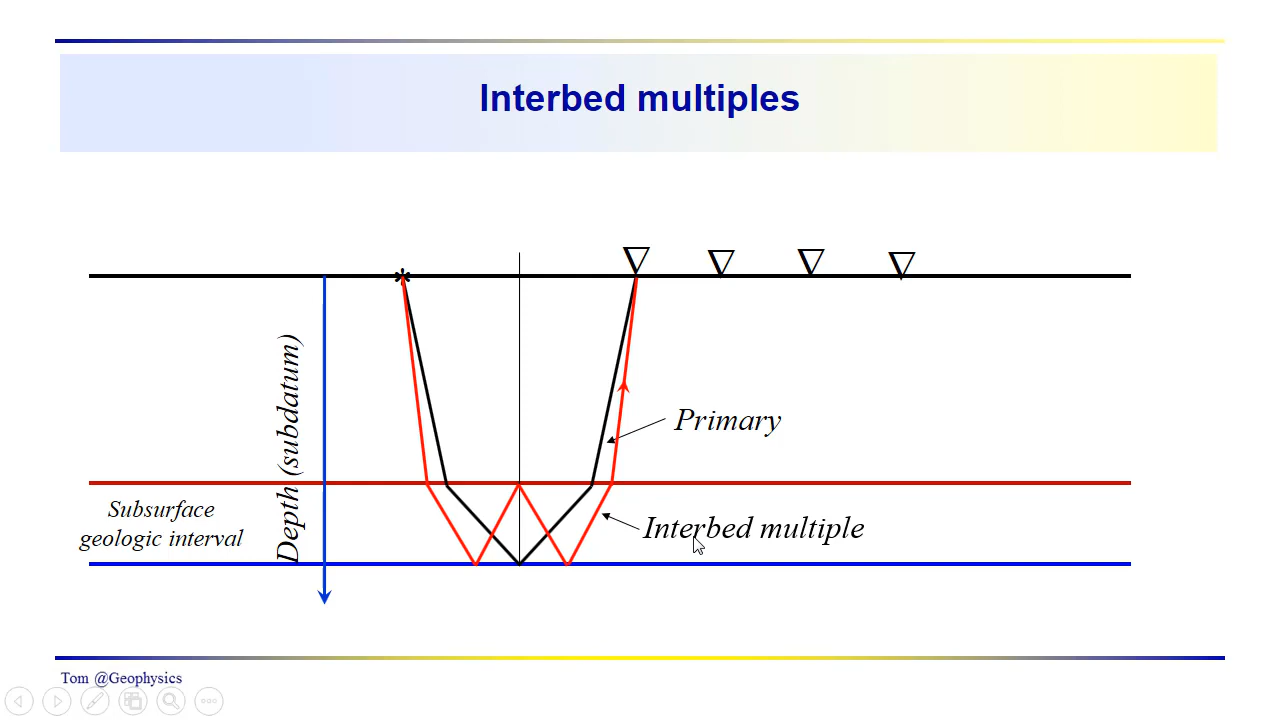 Interbed multiples
Depth (subdatum)
Primary
Subsurface
geologic interval
Interbed multiple
Tom @Geophysics